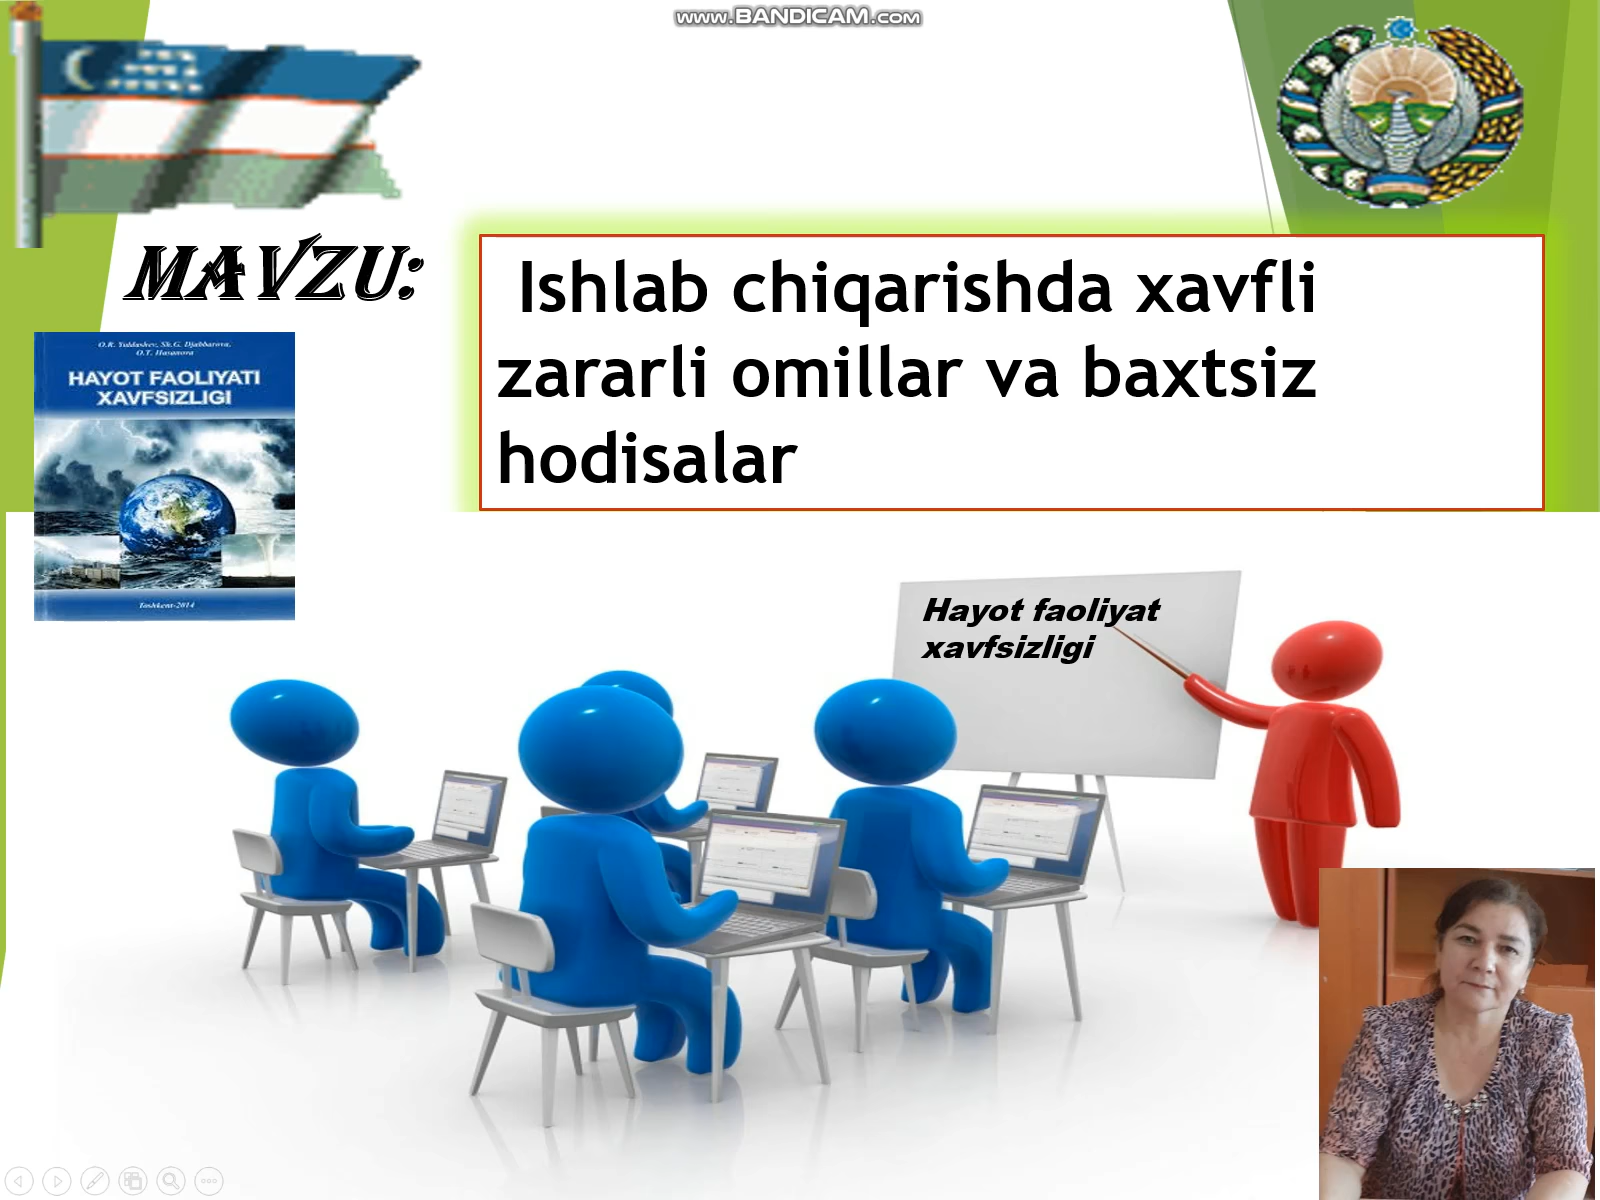 www.BANDICAM.com
MAVZU:
Ishlab chiqarishda xavfli
zararli omillar va baxtsiz
hodisalar
O.R. Yuldashev, Sh.G. Djabbarova,
O.T. Hasanova
HAYOT FAOLIYATI
XAVFSIZLIGI
Toshkent-2014
Hayot faoliyat
xavfsizligi